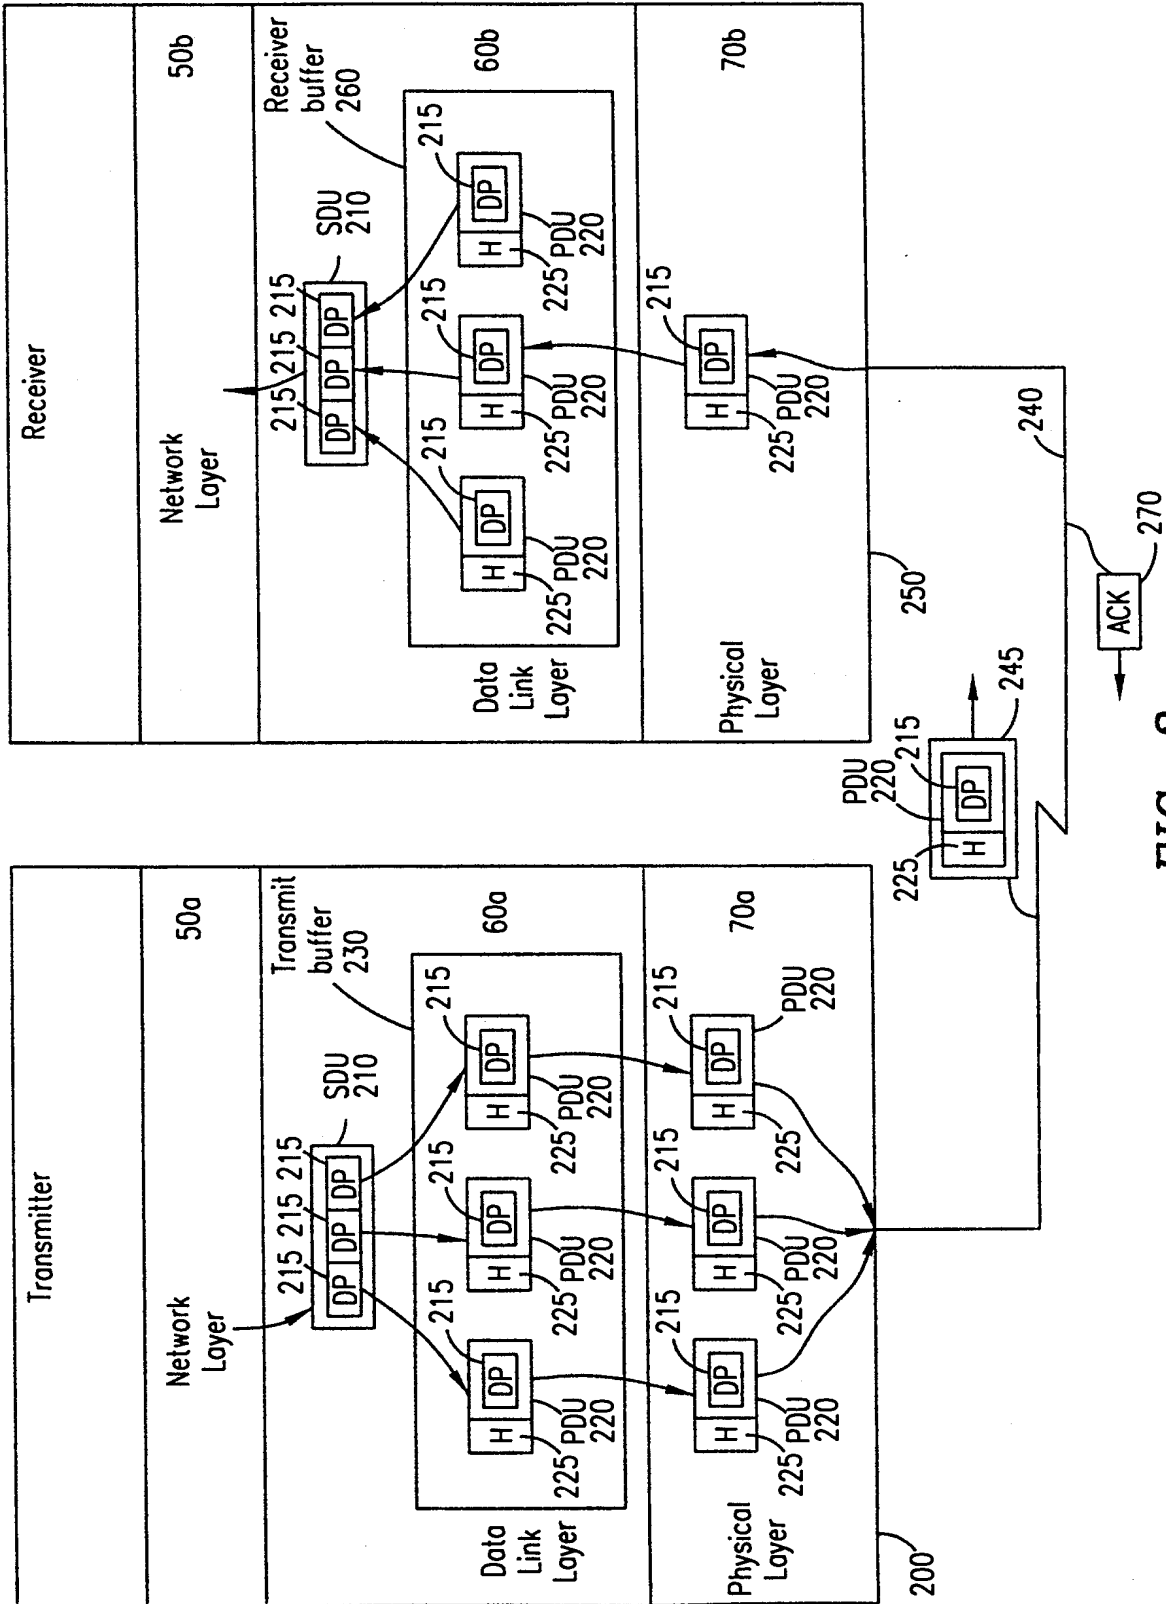 Transmitter
Network
Layer
50a
SDU
210
215
215
215
DP
DP
DP
Transmit
buffer
230
Data
Link
Layer
60a
215
DP
H
225
PDU
220
215
DP
H
225
PDU
220
215
DP
H
225
PDU
220
Physical
Layer
70a
215
DP
H
225
PDU
220
215
DP
H
225
PDU
220
215
DP
H
225
PDU
220
200
Receiver
Network
Layer
50b
SDU
210
215
215
215
DP
DP
DP
Receiver
buffer
260
Data
Link
Layer
60b
215
DP
H
225
PDU
220
215
DP
H
225
PDU
220
215
DP
H
225
PDU
220
Physical
Layer
70b
215
DP
H
225
PDU
220
250
PDU
220
215
225
H
DP
245
240
ACK
270